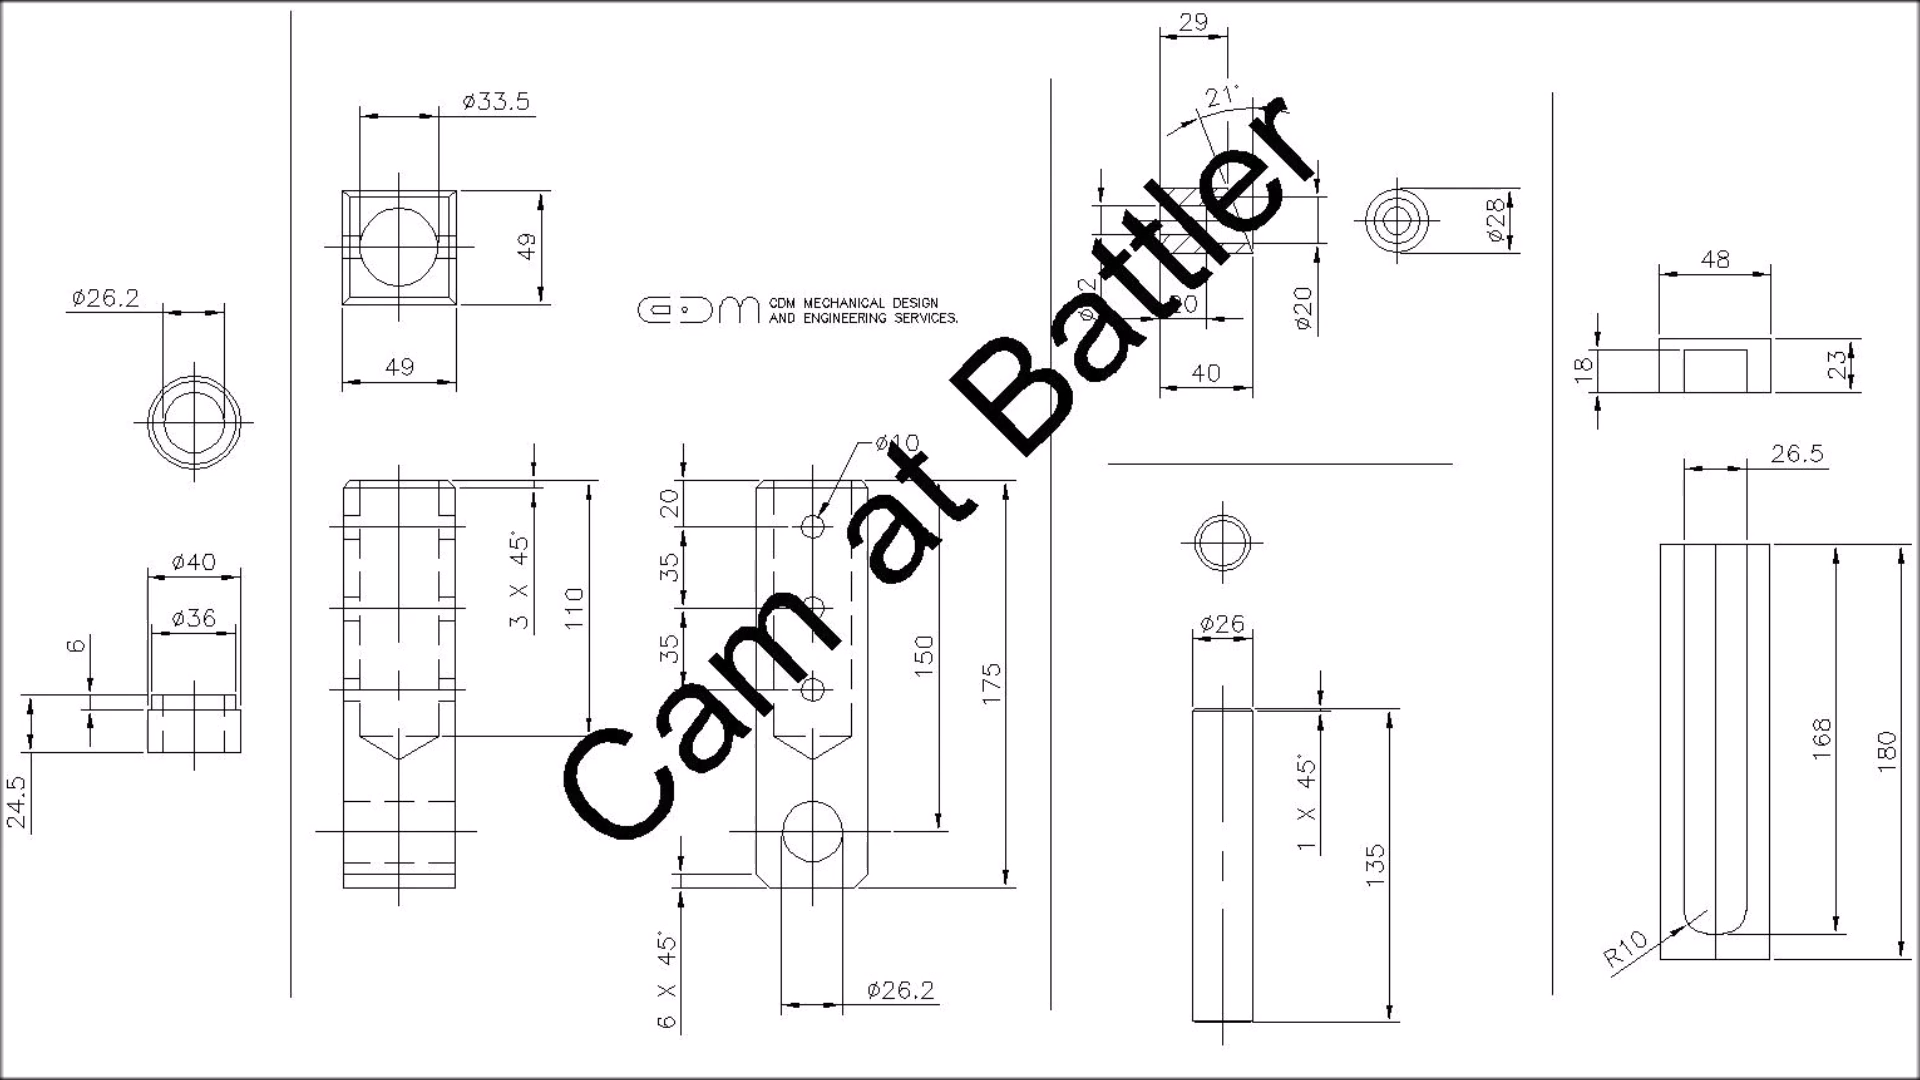 29
21°
ø33.5
49
ø28
48
ø26.2
CDM
CDM MECHANICAL DESIGN
AND ENGINEERING SERVICES.
20
ø20
49
40
18
23
Cam at Battler
ø10
26.5
20
3 X 45°
110
35
35
150
175
ø40
ø36
6
24.5
ø26
1 X 45°
135
168
180
R10
6 X 45°
ø26.2